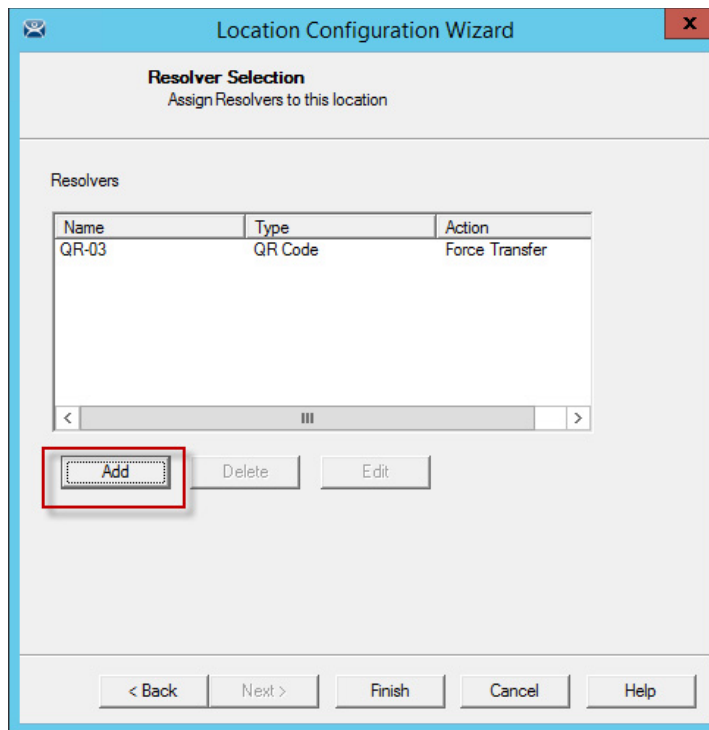 Location Configuration Wizard
x
Resolver Selection
Assign Resolvers to this location
Resolvers
Name Type Action
QR-03 QR Code Force Transfer
Add Delete Edit
< Back Next > Finish Cancel Help